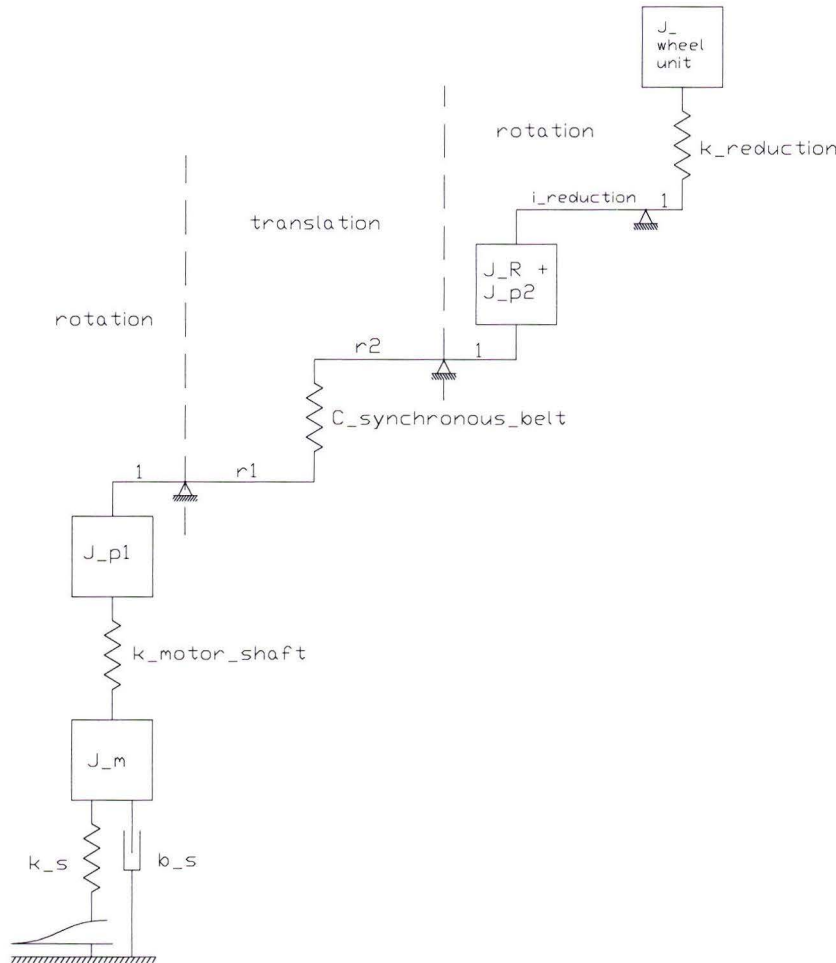 J_
wheel
unit
rotation
k_reduction
i_reduction
1
translation
J_R +
J_p2
rotation
r2
1
C_synchronous_belt
1
r1
J_p1
k_motor_shaft
J_m
k_s
b_s